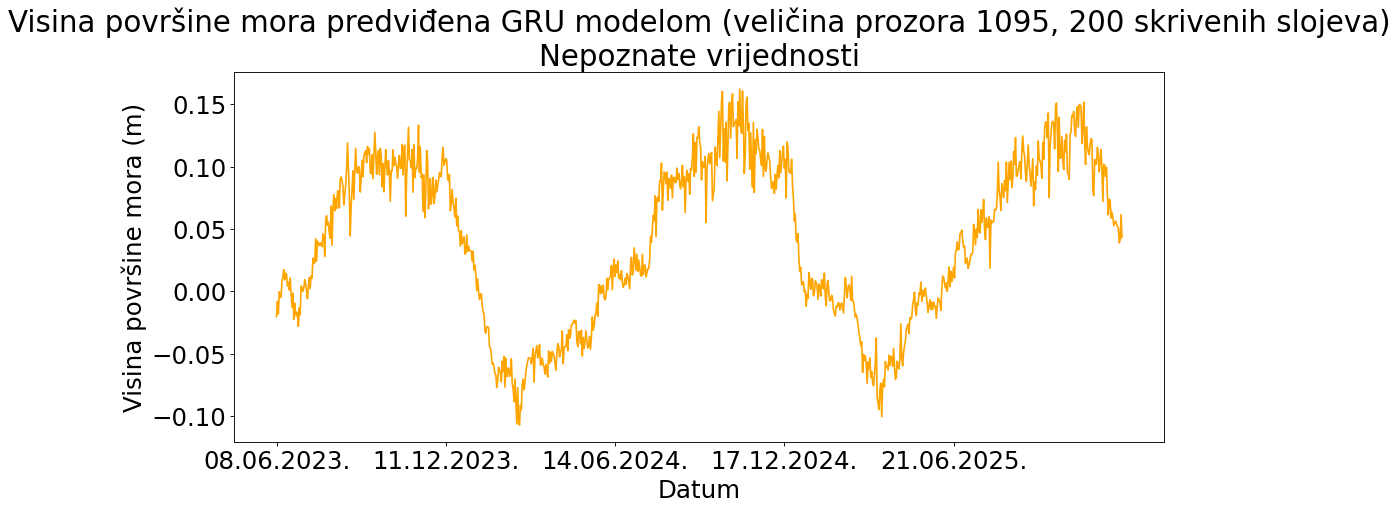 Visina površine mora predviđena GRU modelom (veličina prozora 1095, 200 skrivenih slojeva)
Nepoznate vrijednosti
Visina površine mora (m)
0.15
0.10
0.05
0.00
−0.05
−0.10
08.06.2023. 11.12.2023. 14.06.2024. 17.12.2024. 21.06.2025.
Datum